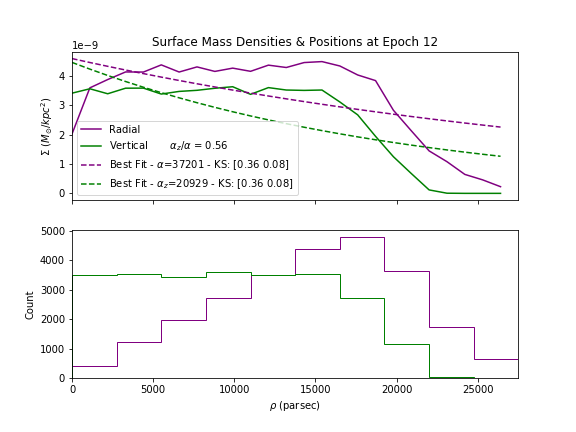 Surface Mass Densities & Positions at Epoch 12
1e−9
4
3
2
1
0
Σ (M⊙/kpc²)
Radial
Vertical α_z/α = 0.56
Best Fit - α=37201 - KS: [0.36 0.08]
Best Fit - α_z=20929 - KS: [0.36 0.08]
5000
4000
3000
2000
1000
0
Count
0 5000 10000 15000 20000 25000
ρ (parsec)